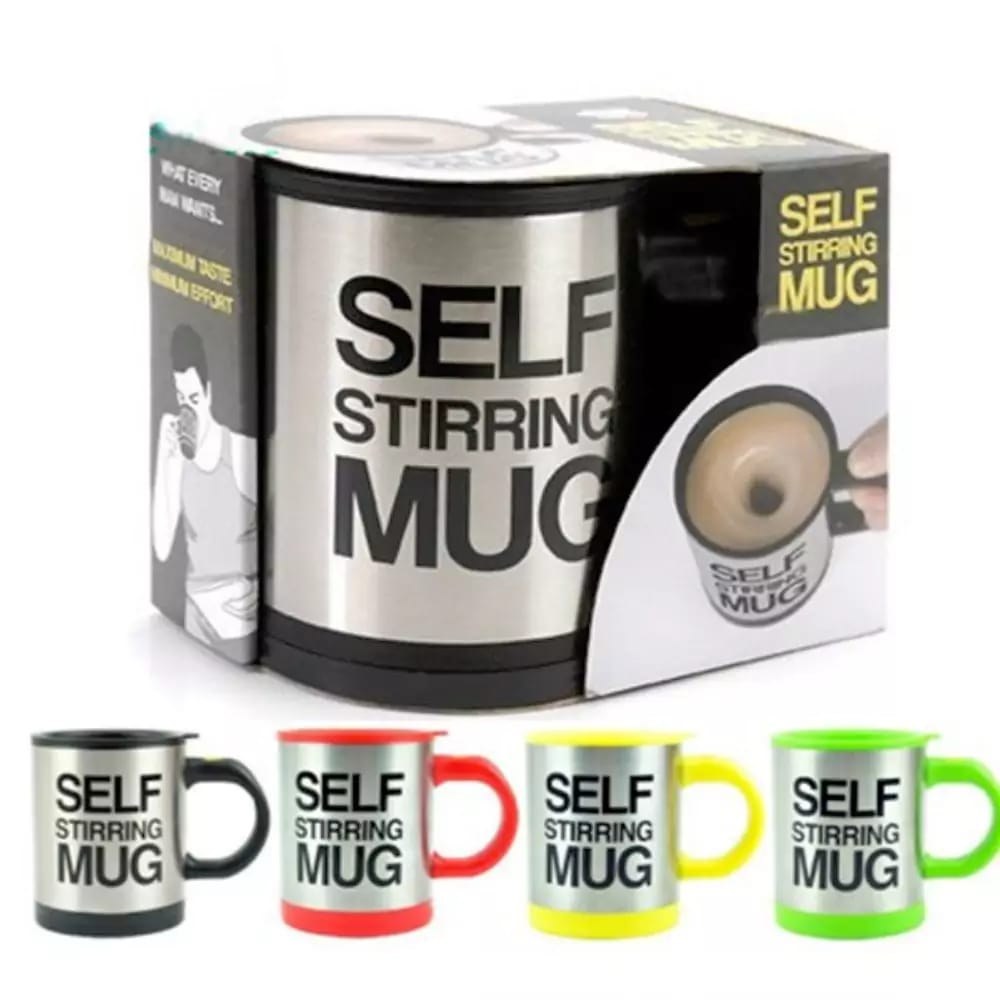 WHAT EVERY
MAN WANTS...
MAXIMUM TASTE
MINIMUM EFFORT
SELF
STIRRING
MUG
SELF
STIRRING
MUG
SELF
STIRRING
MUG
SELF
STIRRING
MUG
SELF
STIRRING
MUG
SELF
STIRRING
MUG
SELF
STIRRING
MUG